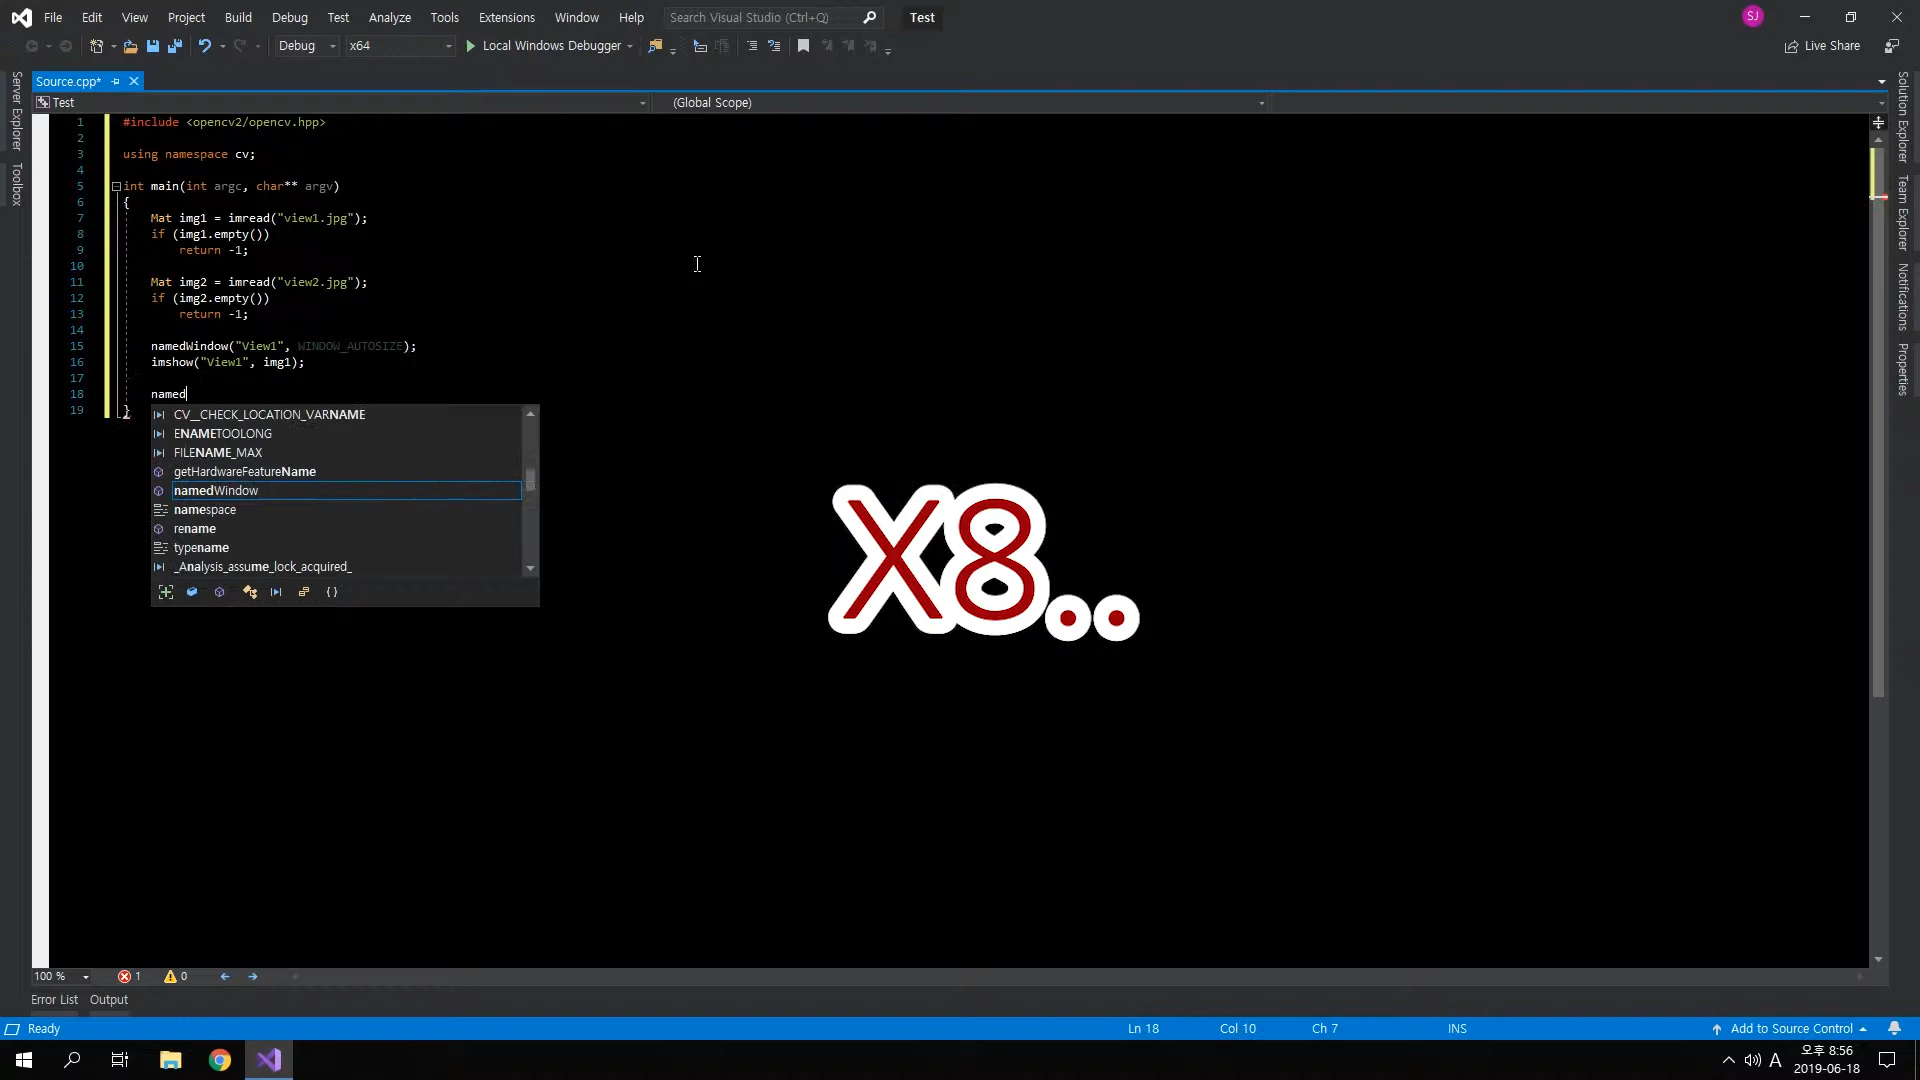 File Edit View Project Build Debug Test Analyze Tools Extensions Window Help Search Visual Studio (Ctrl+Q) Test SJ
Debug x64 Local Windows Debugger Live Share
Source.cpp*
Test (Global Scope)
Server Explorer
Toolbox
Solution Explorer
Team Explorer
Notifications
Properties
1 #include <opencv2/opencv.hpp>
2
3 using namespace cv;
4
5 int main(int argc, char** argv)
6 {
7 Mat img1 = imread("view1.jpg");
8 if (img1.empty())
9 return -1;
10
11 Mat img2 = imread("view2.jpg");
12 if (img2.empty())
13 return -1;
14
15 namedWindow("View1", WINDOW_AUTOSIZE);
16 imshow("View1", img1);
17
18 named
19 }
CV__CHECK_LOCATION_VARNAME
ENAMETOOLONG
FILENAME_MAX
getHardwareFeatureName
namedWindow
namespace
rename
typename
_Analysis_assume_lock_acquired_
X8..
100 % 1 0
Error List Output
Ready Ln 18 Col 10 Ch 7 INS Add to Source Control
A 오후 8:56
2019-06-18